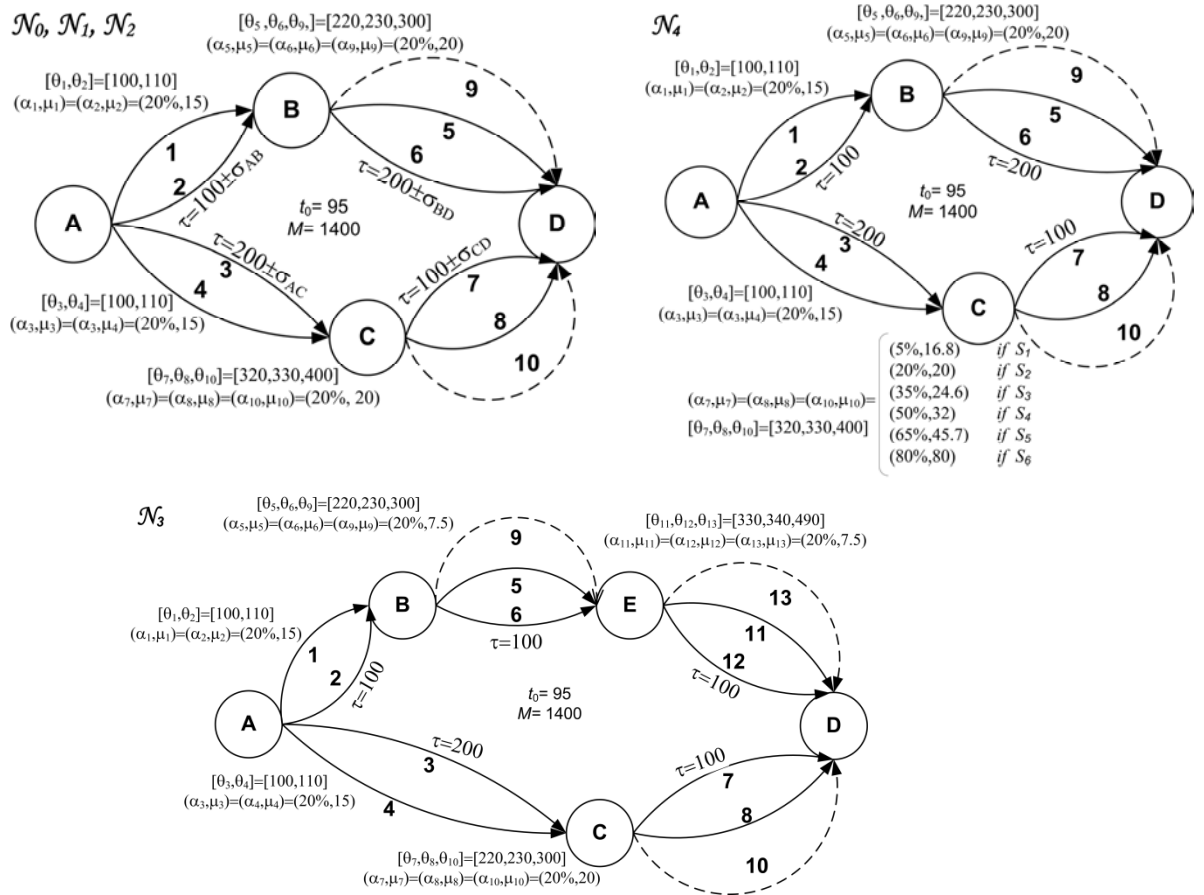 𝒩0, 𝒩1, 𝒩2
[θ5 ,θ6 ,θ9,]=[220,230,300]
(α5,μ5)=(α6,μ6)=(α9,μ9)=(20%,20)
[θ1,θ2]=[100,110]
(α1,μ1)=(α2,μ2)=(20%,15)
B
9
5
6
1
2
τ=100±σAB
τ=200±σBD
A
t0= 95
M= 1400
D
τ=200±σAC
τ=100±σCD
3
4
7
[θ3,θ4]=[100,110]
(α3,μ3)=(α3,μ4)=(20%,15)
C
8
10
[θ7,θ8,θ10]=[320,330,400]
(α7,μ7)=(α8,μ8)=(α10,μ10)=(20%, 20)
𝒩4
[θ5 ,θ6,θ9,]=[220,230,300]
(α5,μ5)=(α6,μ6)=(α9,μ9)=(20%,20)
[θ1,θ2]=[100,110]
(α1,μ1)=(α2,μ2)=(20%,15)
B
9
5
6
1
2
τ=100
τ=200
A
t0= 95
M= 1400
D
τ=200
τ=100
3
4
7
[θ3,θ4]=[100,110]
(α3,μ3)=(α3,μ4)=(20%,15)
C
8
10
(5%,16.8) if S1
(20%,20) if S2
(α7,μ7)=(α8,μ8)=(α10,μ10)= (35%,24.6) if S3
(50%,32) if S4
[θ7,θ8,θ10]=[320,330,400] (65%,45.7) if S5
(80%,80) if S6
𝒩3
[θ5,θ6,θ9]=[220,230,300]
(α5,μ5)=(α6,μ6)=(α9,μ9)=(20%,7.5)
[θ11,θ12,θ13]=[330,340,490]
(α11,μ11)=(α12,μ12)=(α13,μ13)=(20%,7.5)
9
[θ1,θ2]=[100,110]
(α1,μ1)=(α2,μ2)=(20%,15)
B
5
6
τ=100
E
13
11
12
τ=100
1
2
τ=100
t0= 95
M= 1400
A
D
τ=200
3
τ=100
7
[θ3,θ4]=[100,110]
(α3,μ3)=(α4,μ4)=(20%,15)
4
C
8
10
[θ7,θ8,θ10]=[220,230,300]
(α7,μ7)=(α8,μ8)=(α10,μ10)=(20%,20)